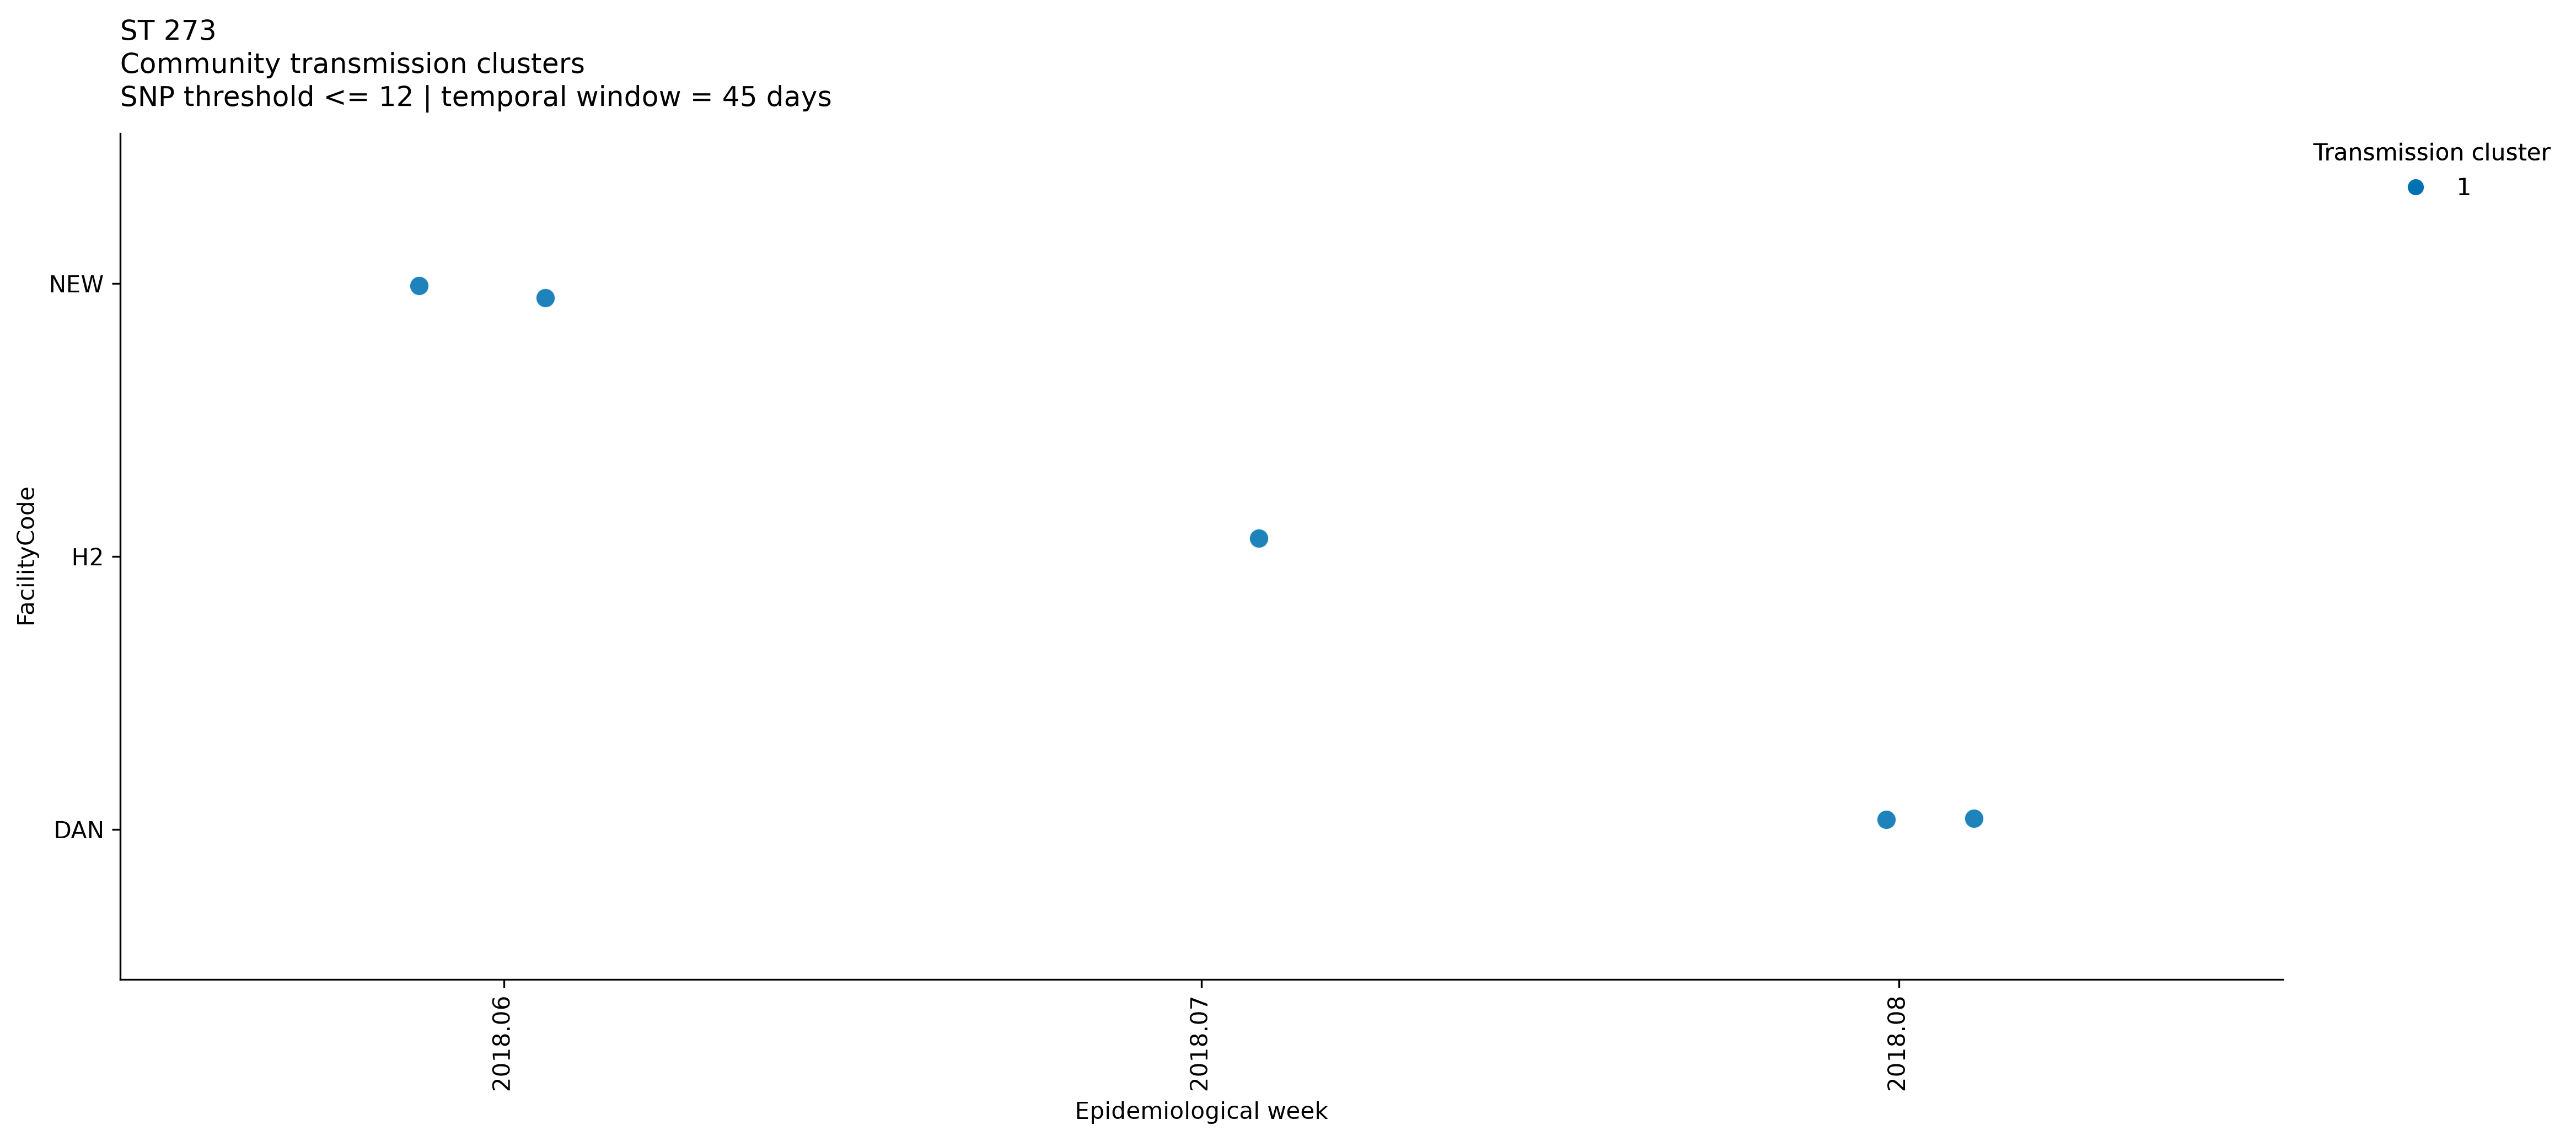 ST 273
Community transmission clusters
SNP threshold <= 12 | temporal window = 45 days
Transmission cluster
1
NEW
H2
DAN
FacilityCode
2018.06
2018.07
2018.08
Epidemiological week